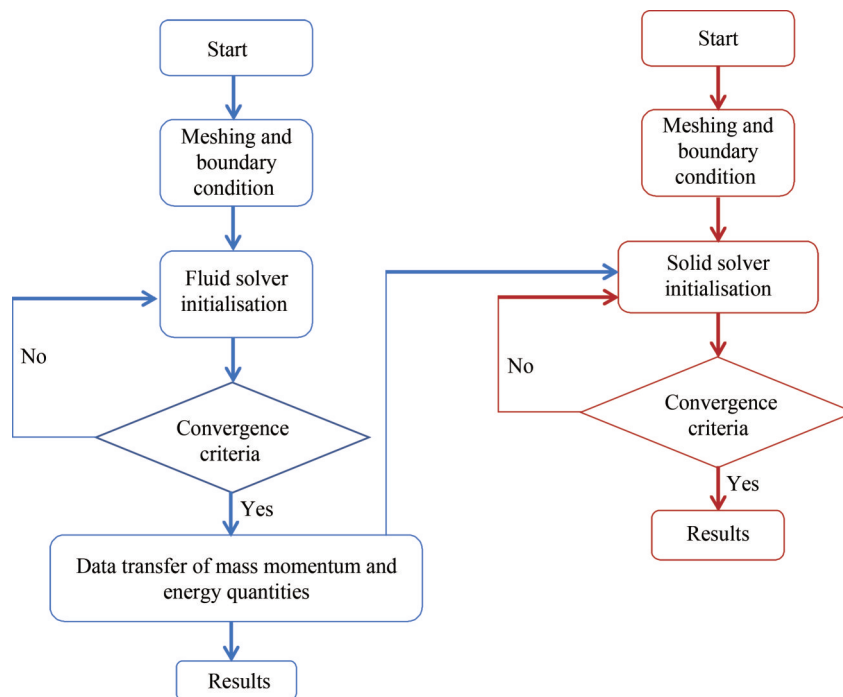 Start
Meshing and
boundary
condition
Fluid solver
initialisation
No
Convergence
criteria
Yes
Data transfer of mass momentum and
energy quantities
Results
Start
Meshing and
boundary
condition
Solid solver
initialisation
No
Convergence
criteria
Yes
Results